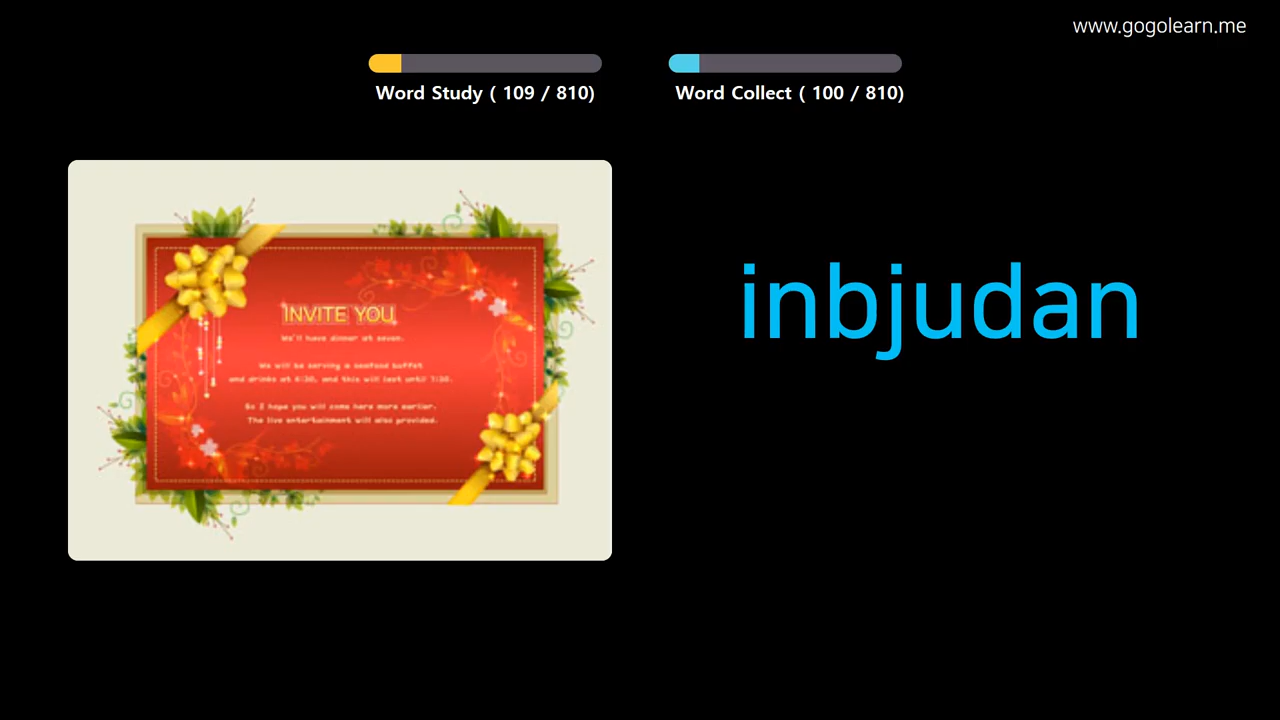 www.gogolearn.me
Word Study ( 109 / 810)
Word Collect ( 100 / 810)
INVITE YOU
We'll have dinner at seven.
We will be serving a seafood buffet
and drinks at 6:30, and this will last until 1:30.
So I hope you will come here more earlier.
The live entertainment will also provided.
inbjudan